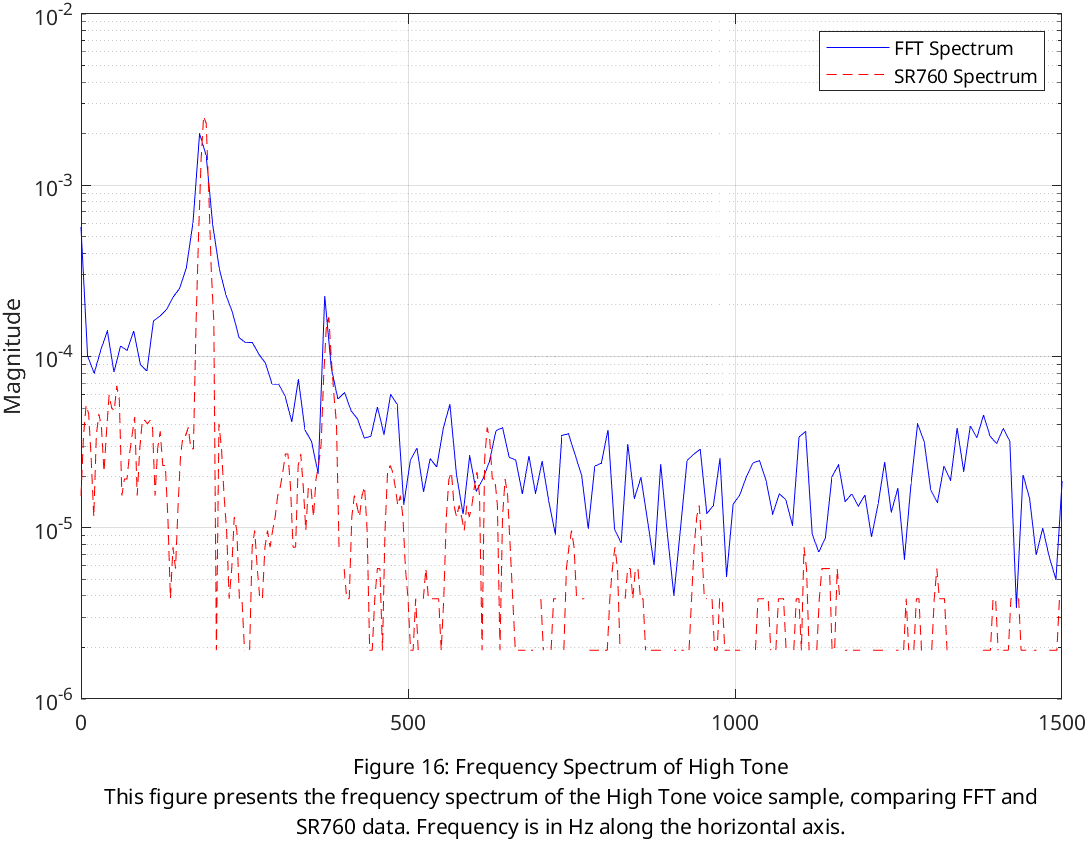 10^-2
FFT Spectrum
SR760 Spectrum
10^-3
Magnitude
10^-4
10^-5
10^-6
0 500 1000 1500
Figure 16: Frequency Spectrum of High Tone
This figure presents the frequency spectrum of the High Tone voice sample, comparing FFT and
SR760 data. Frequency is in Hz along the horizontal axis.